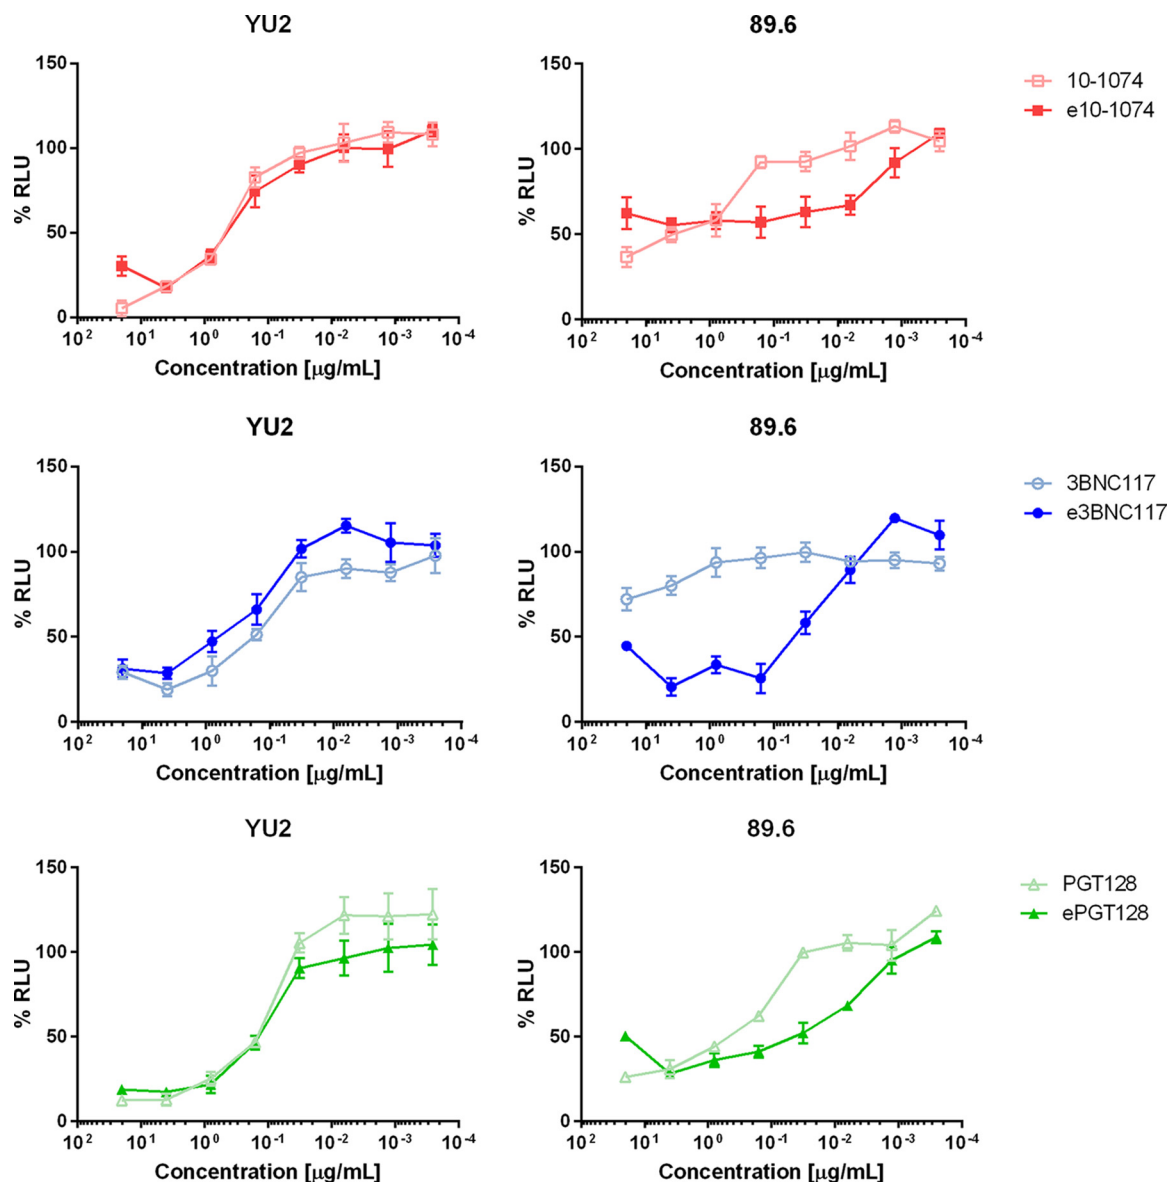 YU2
89.6
150
100
50
0
% RLU
10² 10¹ 10⁰ 10⁻¹ 10⁻² 10⁻³ 10⁻⁴
Concentration [μg/mL]
150
100
50
0
% RLU
10² 10¹ 10⁰ 10⁻¹ 10⁻² 10⁻³ 10⁻⁴
Concentration [μg/mL]
10-1074
e10-1074
YU2
89.6
150
100
50
0
% RLU
10² 10¹ 10⁰ 10⁻¹ 10⁻² 10⁻³ 10⁻⁴
Concentration [μg/mL]
150
100
50
0
% RLU
10² 10¹ 10⁰ 10⁻¹ 10⁻² 10⁻³ 10⁻⁴
Concentration [μg/mL]
3BNC117
e3BNC117
YU2
89.6
150
100
50
0
% RLU
10² 10¹ 10⁰ 10⁻¹ 10⁻² 10⁻³ 10⁻⁴
Concentration [μg/mL]
150
100
50
0
% RLU
10² 10¹ 10⁰ 10⁻¹ 10⁻² 10⁻³ 10⁻⁴
Concentration [μg/mL]
PGT128
ePGT128